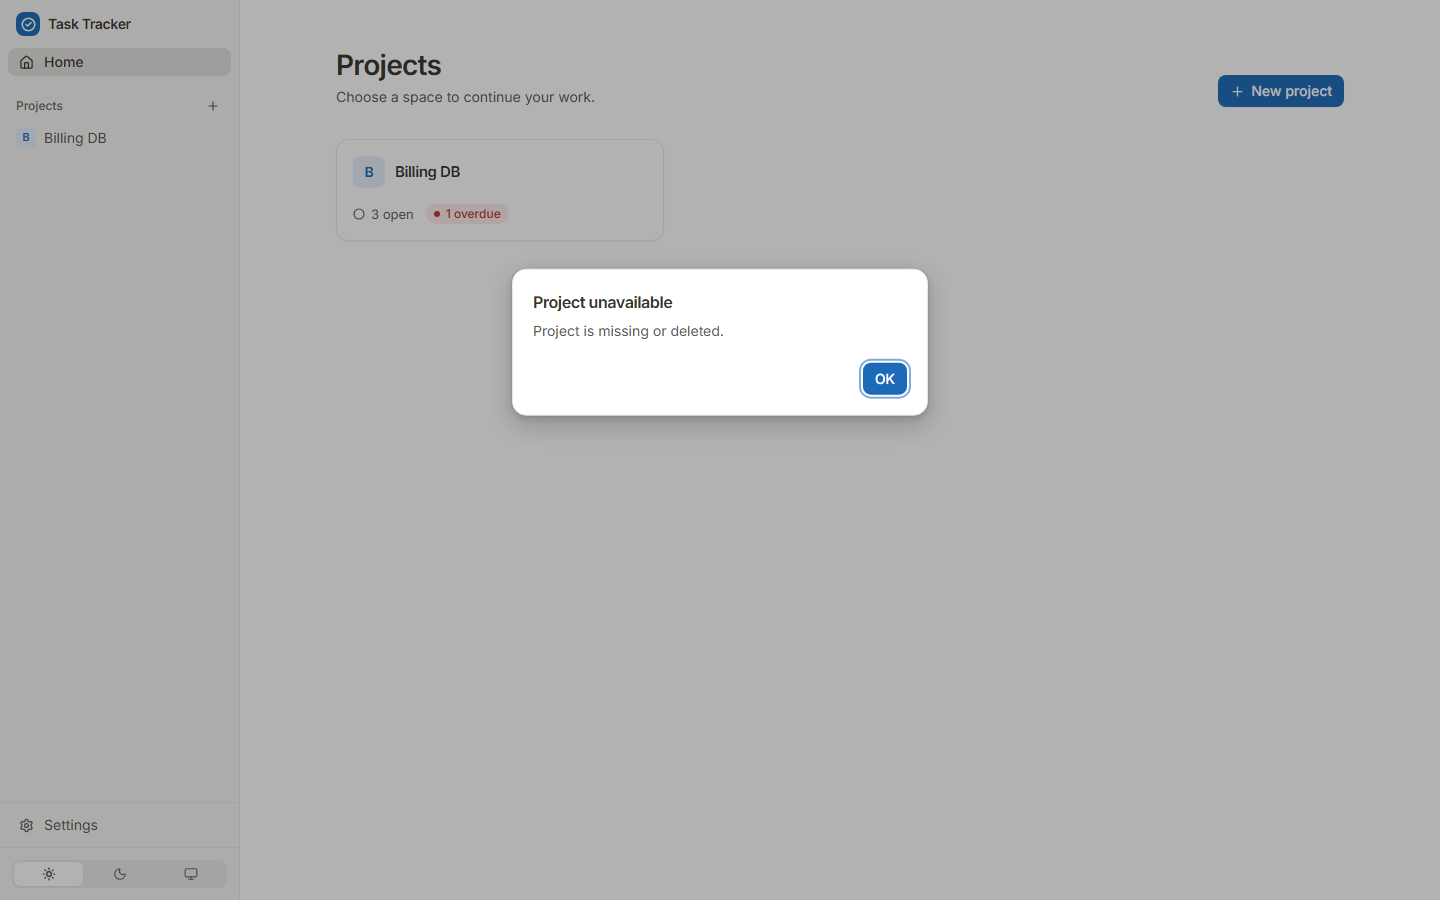 Task Tracker
Home
Projects
B Billing DB
Settings
Projects
Choose a space to continue your work.
New project
B Billing DB
3 open 1 overdue
Project unavailable
Project is missing or deleted.
OK